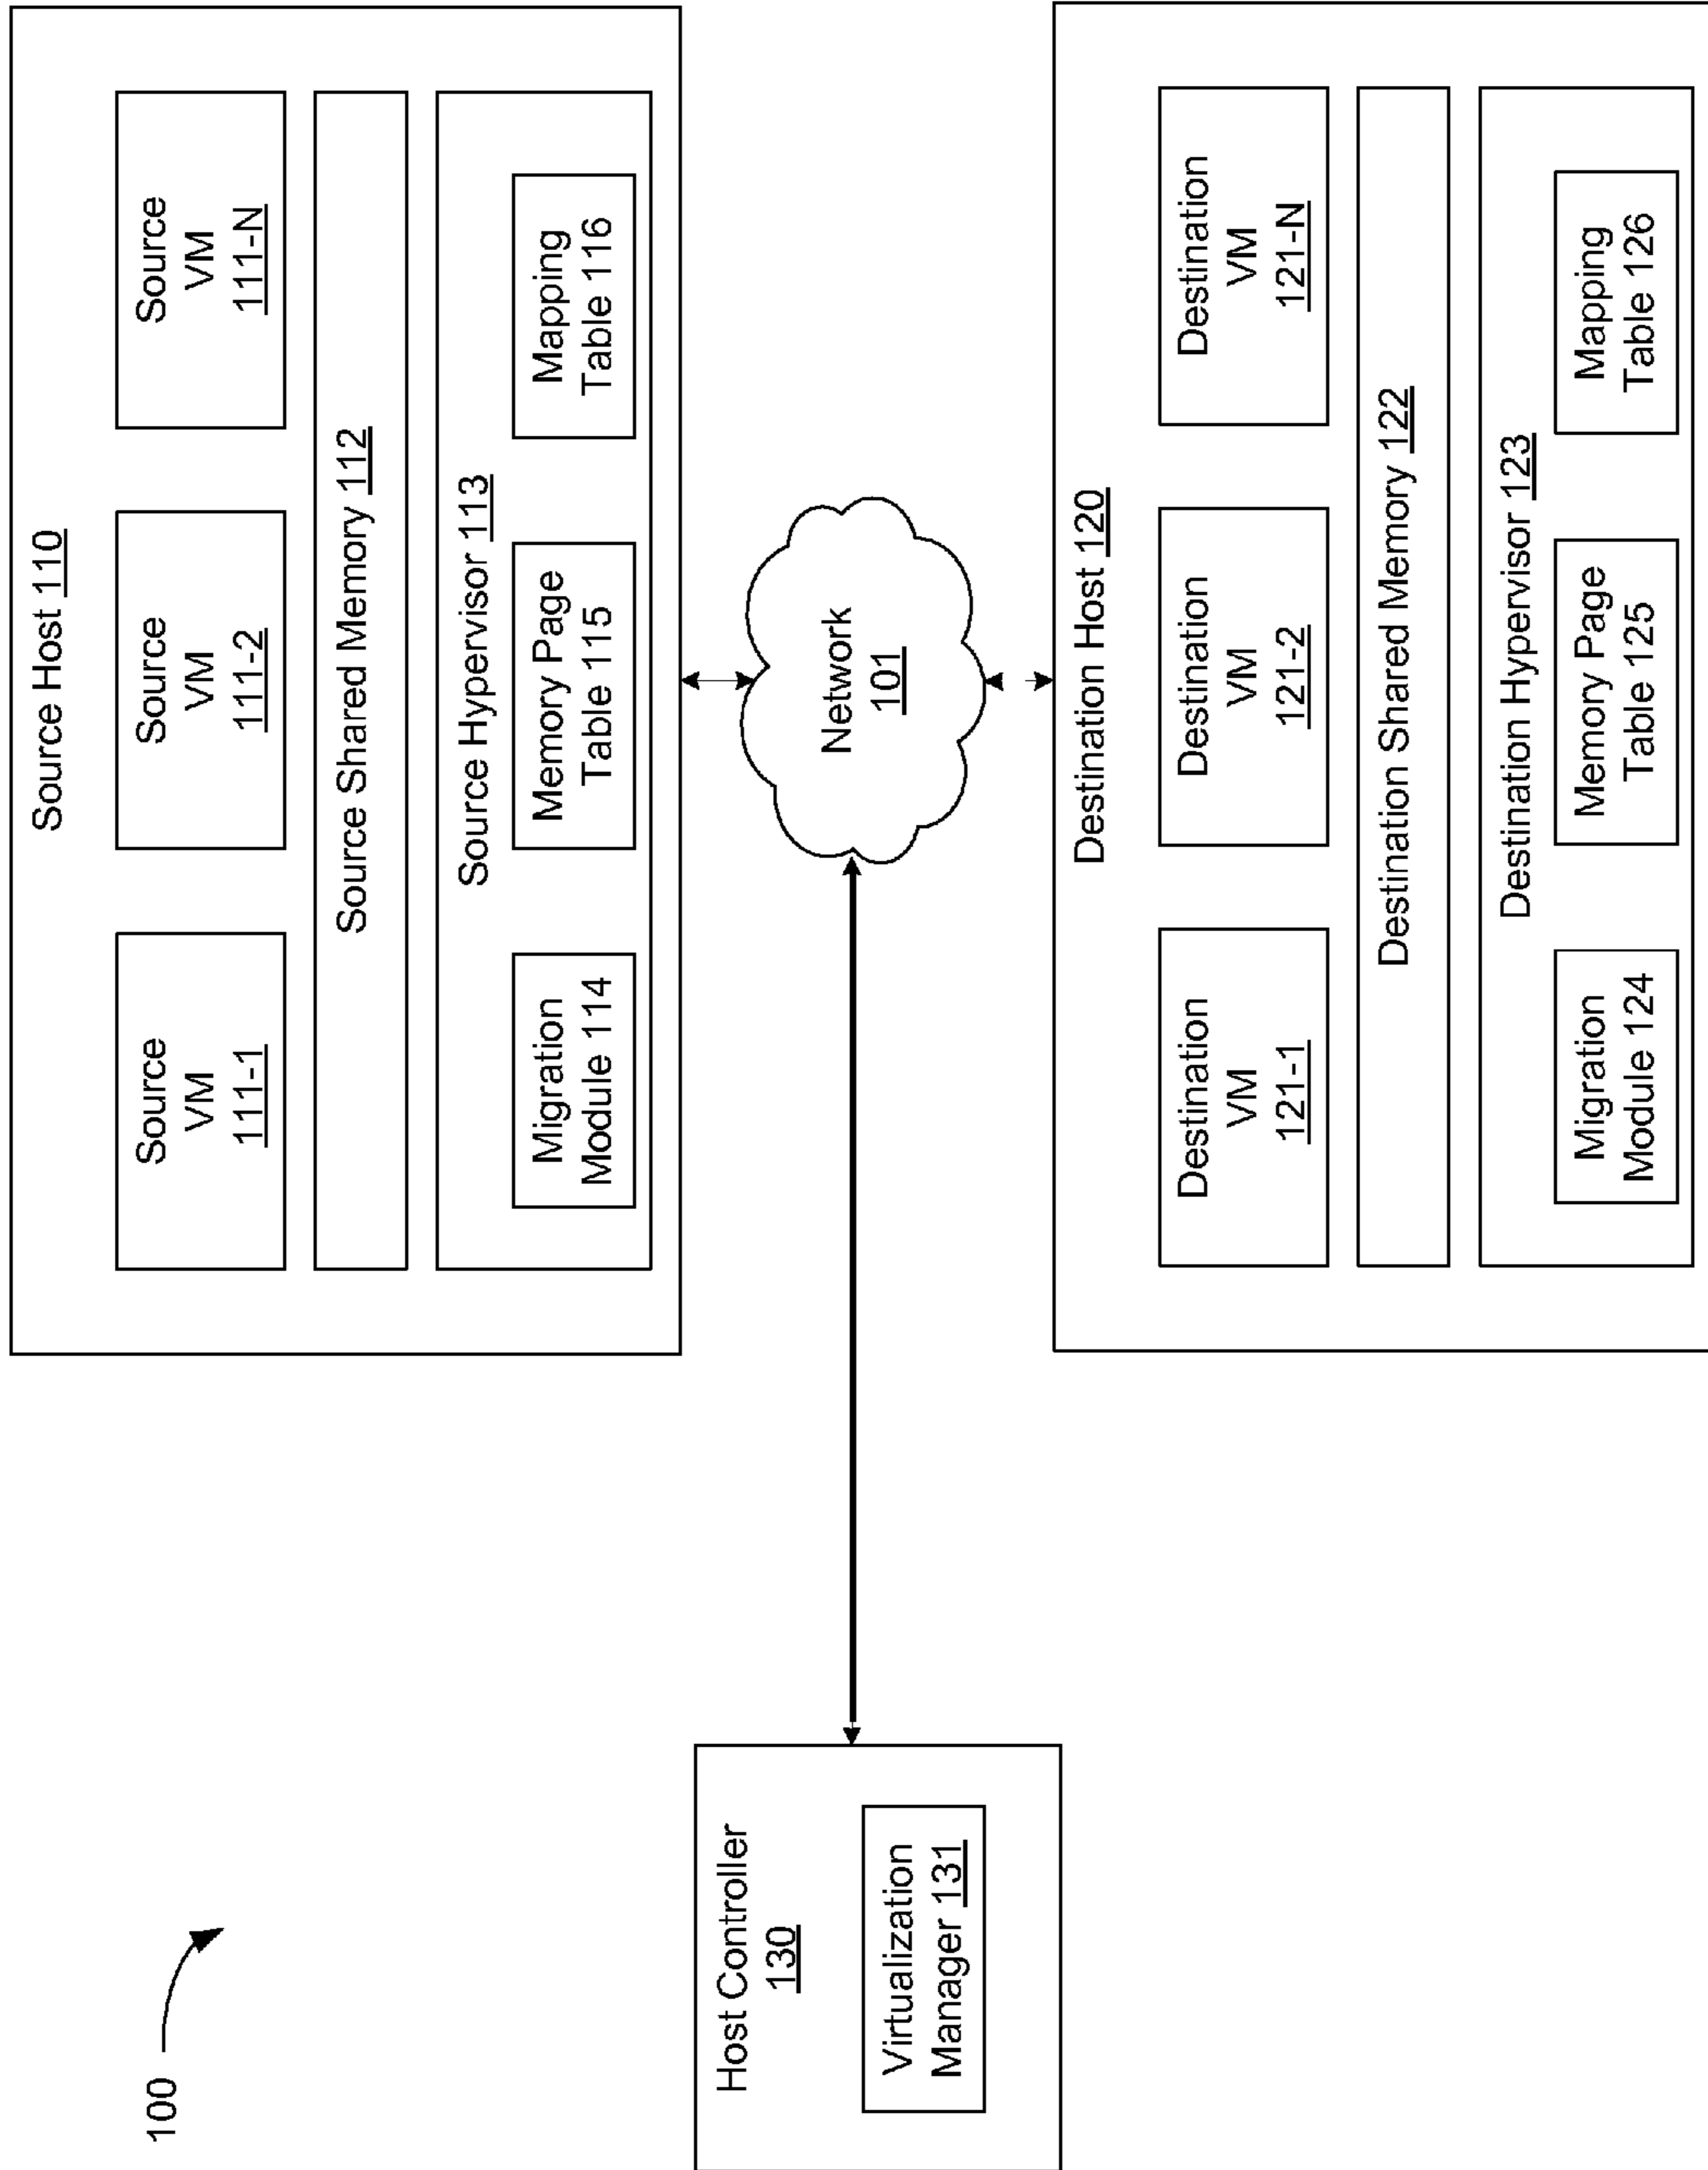 100
Host Controller
130
Virtualization
Manager 131
Source Host 110
Source
VM
111-1
Source
VM
111-2
Source
VM
111-N
Source Shared Memory 112
Source Hypervisor 113
Migration
Module 114
Memory Page
Table 115
Mapping
Table 116
Network
101
Destination Host 120
Destination
VM
121-1
Destination
VM
121-2
Destination
VM
121-N
Destination Shared Memory 122
Destination Hypervisor 123
Migration
Module 124
Memory Page
Table 125
Mapping
Table 126